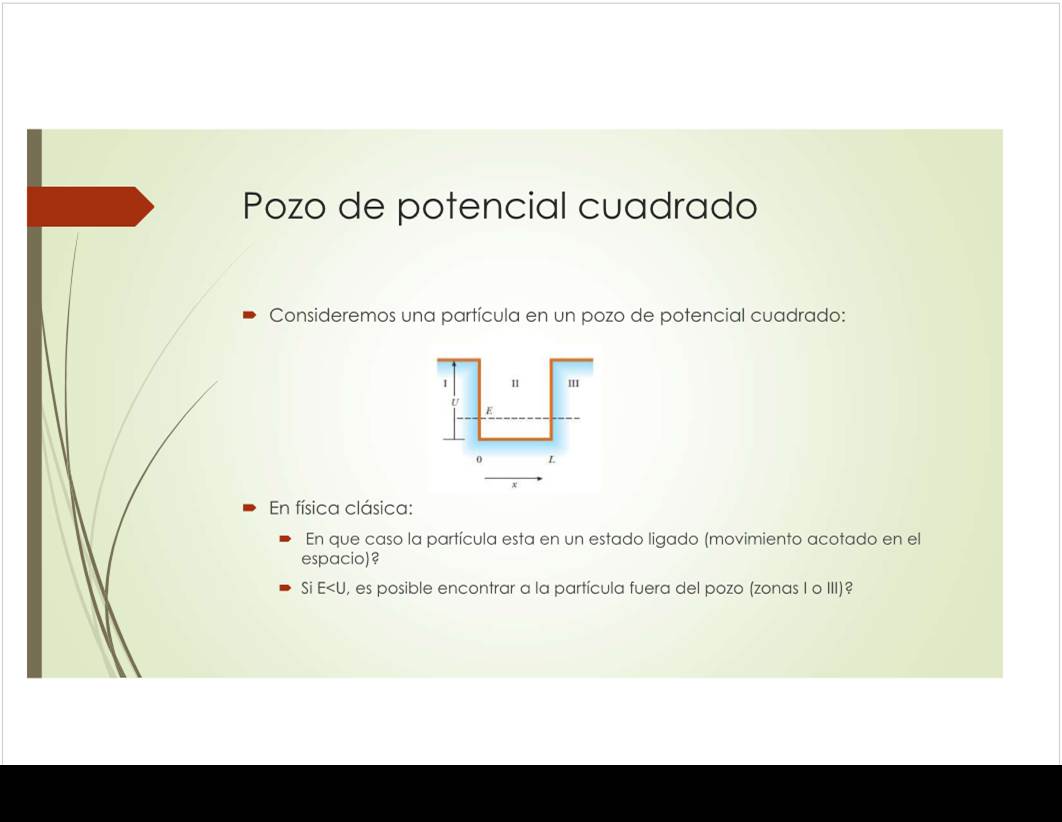 Pozo de potencial cuadrado
Consideremos una partícula en un pozo de potencial cuadrado:
I
II
III
U
E
0
L
x
En física clásica:
En que caso la partícula esta en un estado ligado (movimiento acotado en el
espacio)?
Si E<U, es posible encontrar a la partícula fuera del pozo (zonas I o III)?